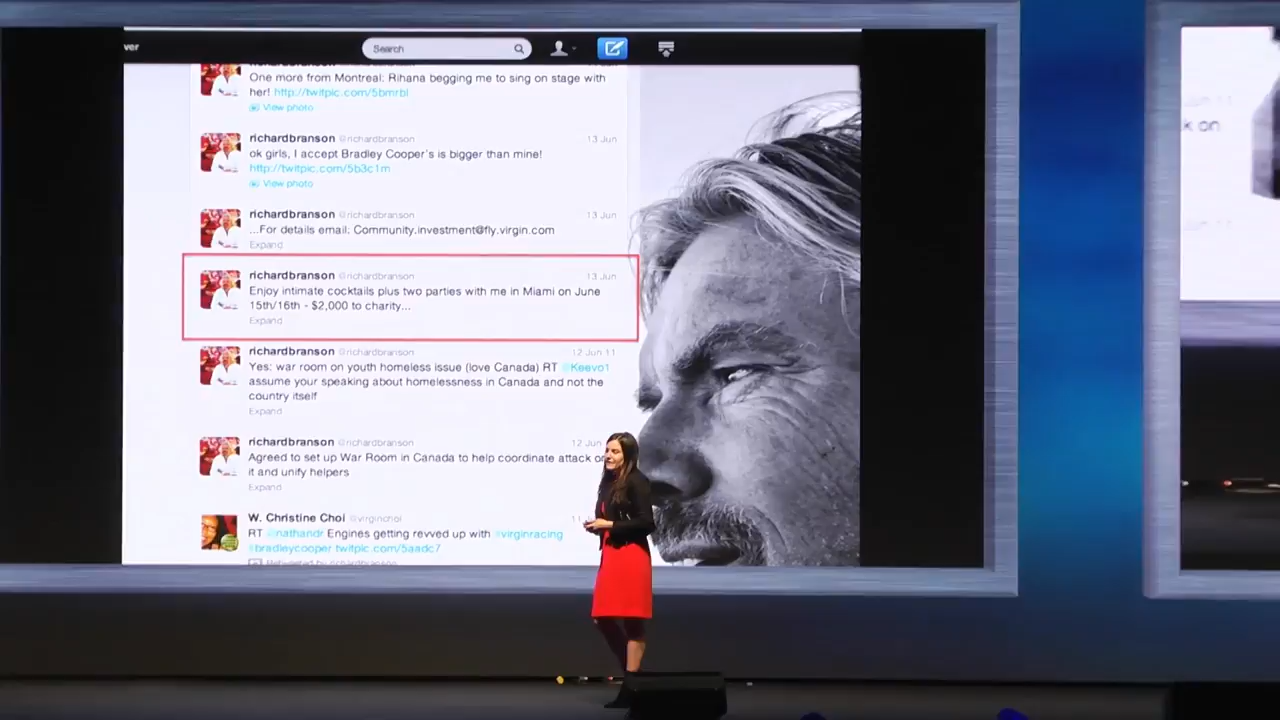 ver
Search
richardbranson
One more from Montreal: Rihana begging me to sing on stage with
her! http://twitpic.com/5bmrbl
View photo
richardbranson @richardbranson 13 Jun
ok girls, I accept Bradley Cooper's is bigger than mine!
http://twitpic.com/5b3c1m
View photo
richardbranson @richardbranson 13 Jun
...For details email: Community.investment@fly.virgin.com
Expand
richardbranson @richardbranson 13 Jun
Enjoy intimate cocktails plus two parties with me in Miami on June
15th/16th - $2,000 to charity...
Expand
richardbranson @richardbranson 12 Jun 11
Yes: war room on youth homeless issue (love Canada) RT @Keevo1
assume your speaking about homelessness in Canada and not the
country itself
Expand
richardbranson @richardbranson 12 Jun
Agreed to set up War Room in Canada to help coordinate attack o
it and unify helpers
Expand
W. Christine Choi @virginchoi 11
RT @nathandr Engines getting revved up with @virginracing
@bradleycooper twitpic.com/5aadc7
Retweeted by richardbranson
k on